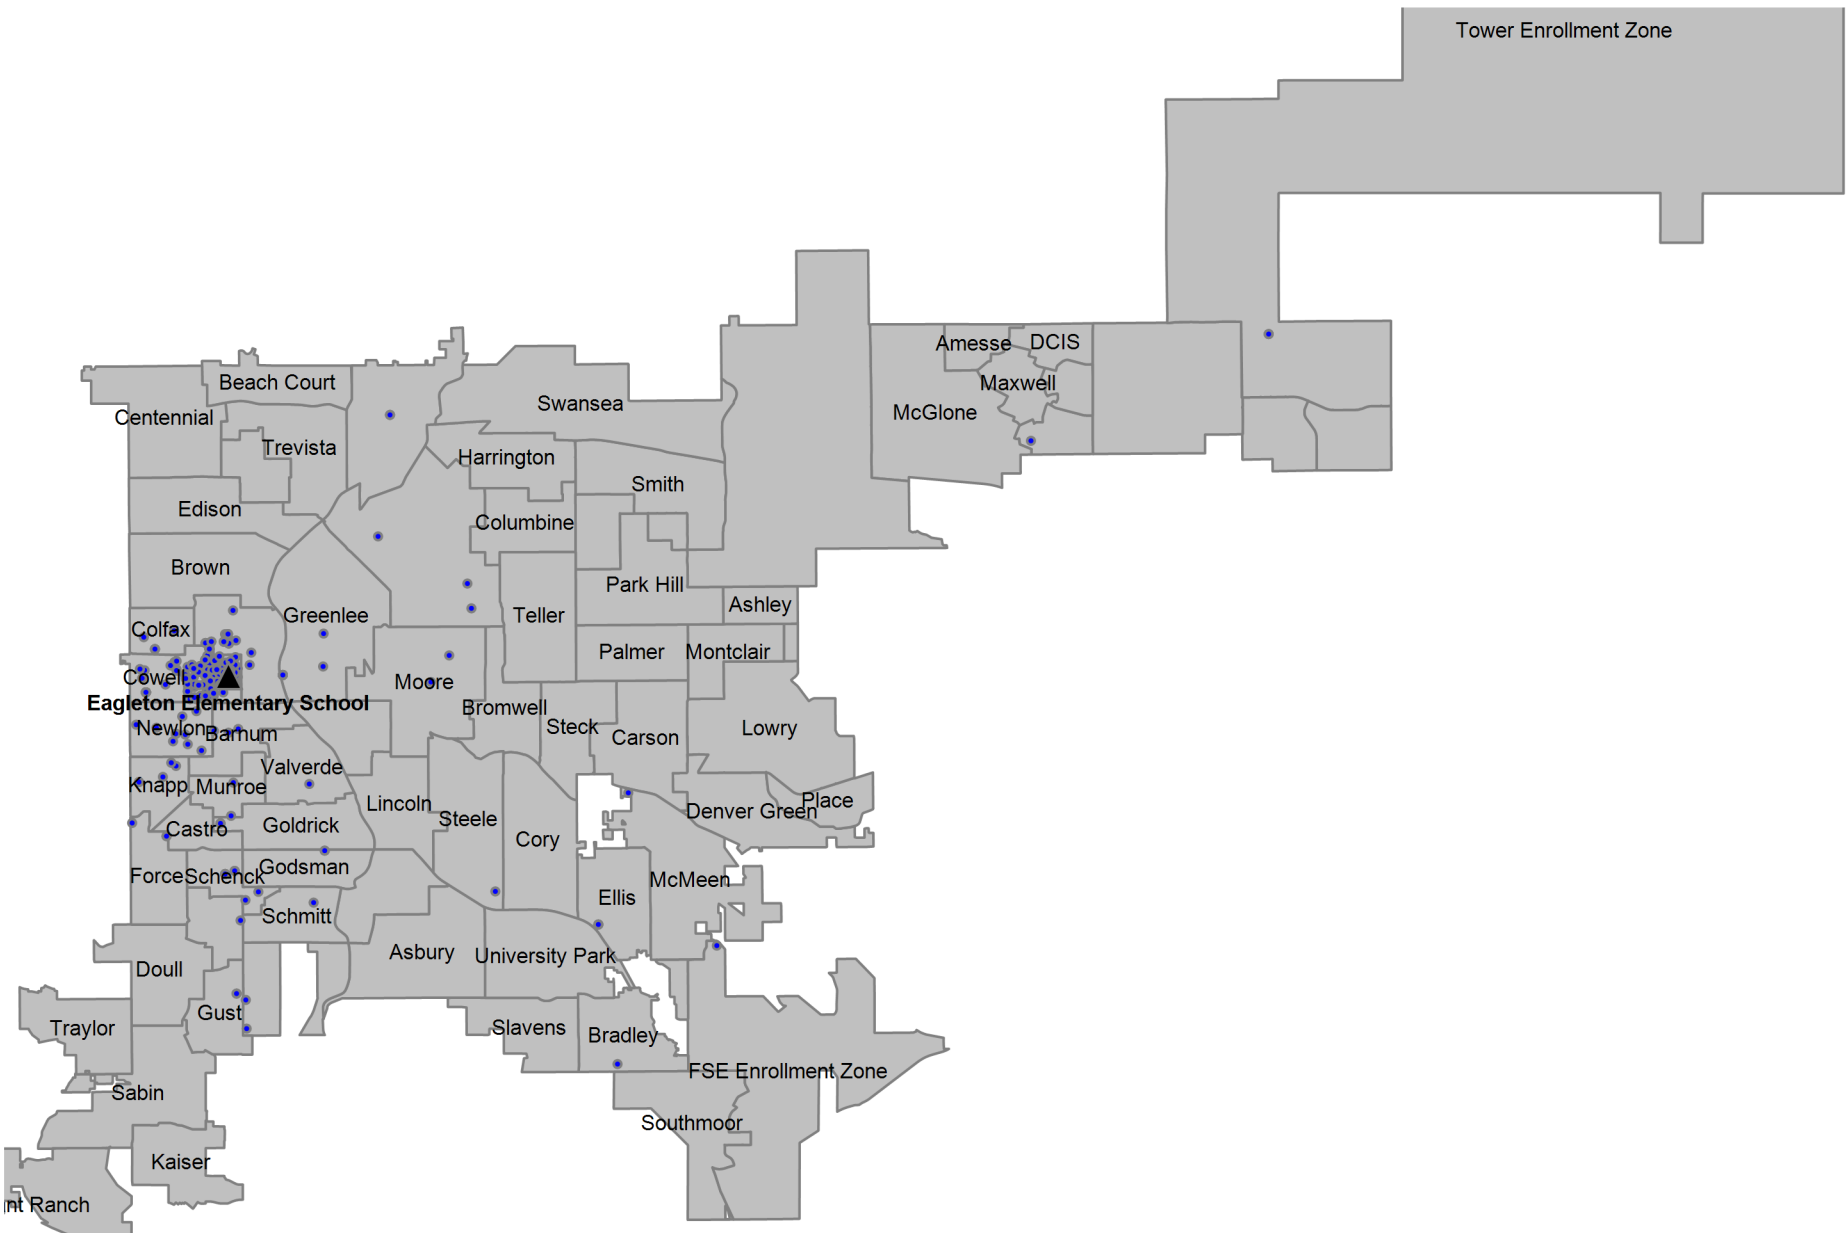 Tower Enrollment Zone
Amesse
DCIS
Beach Court
Maxwell
Swansea
McGlone
Centennial
Trevista
Harrington
Smith
Edison
Columbine
Brown
Park Hill
Ashley
Greenlee
Teller
Colfax
Palmer
Montclair
Cowell
Moore
Eagleton Elementary School
Bromwell
Newlon
Barnum
Steck
Carson
Lowry
Valverde
Knapp
Munroe
Lincoln
Place
Denver Green
Steele
Castro
Goldrick
Cory
Godsman
Force
Schenck
McMeen
Ellis
Schmitt
Asbury
University Park
Doull
Gust
Traylor
Slavens
Bradley
FSE Enrollment Zone
Sabin
Southmoor
Kaiser
nt Ranch